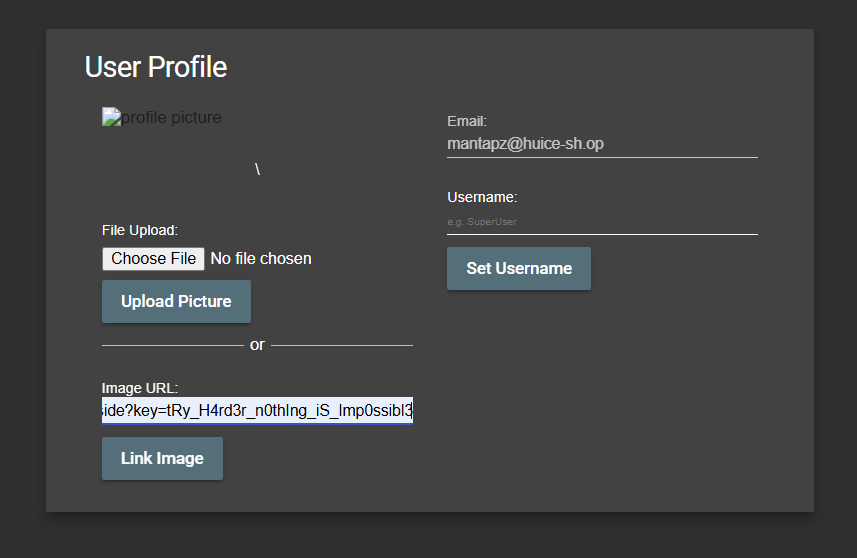 User Profile
profile picture
\
File Upload:
Choose File No file chosen
Upload Picture
or
Image URL:
side?key=tRy_H4rd3r_n0thIng_iS_Imp0ssibl3
Link Image
Email:
mantapz@huice-sh.op
Username:
e.g. SuperUser
Set Username